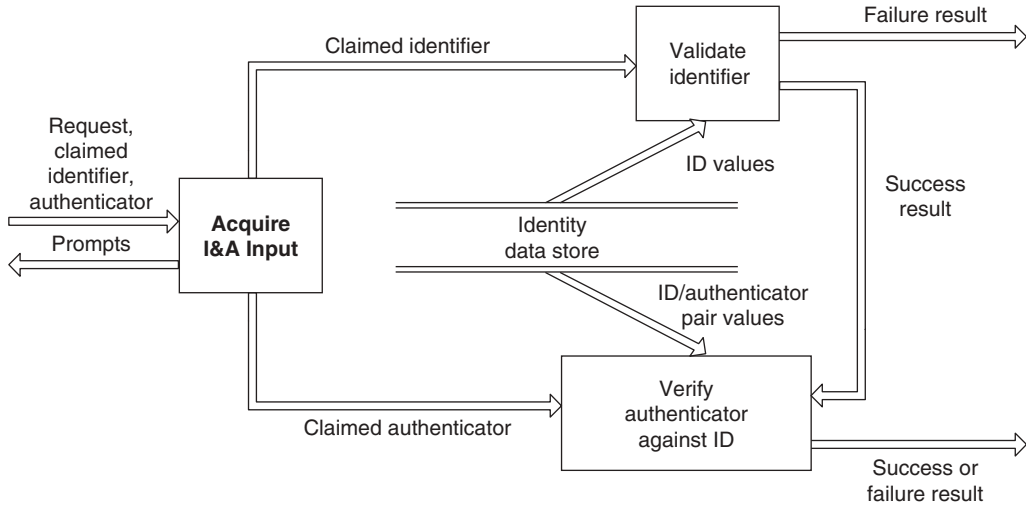 Failure result
Claimed identifier
Validate
identifier
Request,
claimed
identifier,
authenticator
ID values
Success
result
Acquire
I&A Input
Identity
data store
Prompts
ID/authenticator
pair values
Verify
authenticator
against ID
Claimed authenticator
Success or
failure result